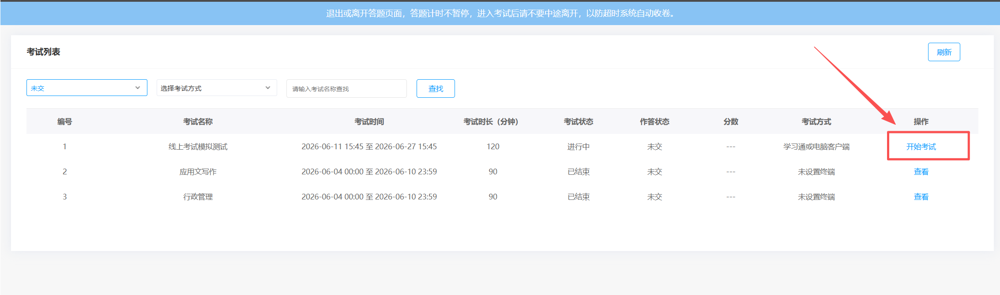 退出或离开答题页面，答题计时不暂停，进入考试后请不要中途离开，以防超时系统自动收卷。
考试列表 刷新
未交 选择考试方式 请输入考试名称查找 查找
编号 考试名称 考试时间 考试时长（分钟） 考试状态 作答状态 分数 考试方式 操作
1 线上考试模拟测试 2026-06-11 15:45 至 2026-06-27 15:45 120 进行中 未交 --- 学习通或电脑客户端 开始考试
2 应用文写作 2026-06-04 00:00 至 2026-06-10 23:59 90 已结束 未交 --- 未设置终端 查看
3 行政管理 2026-06-04 00:00 至 2026-06-10 23:59 90 已结束 未交 --- 未设置终端 查看